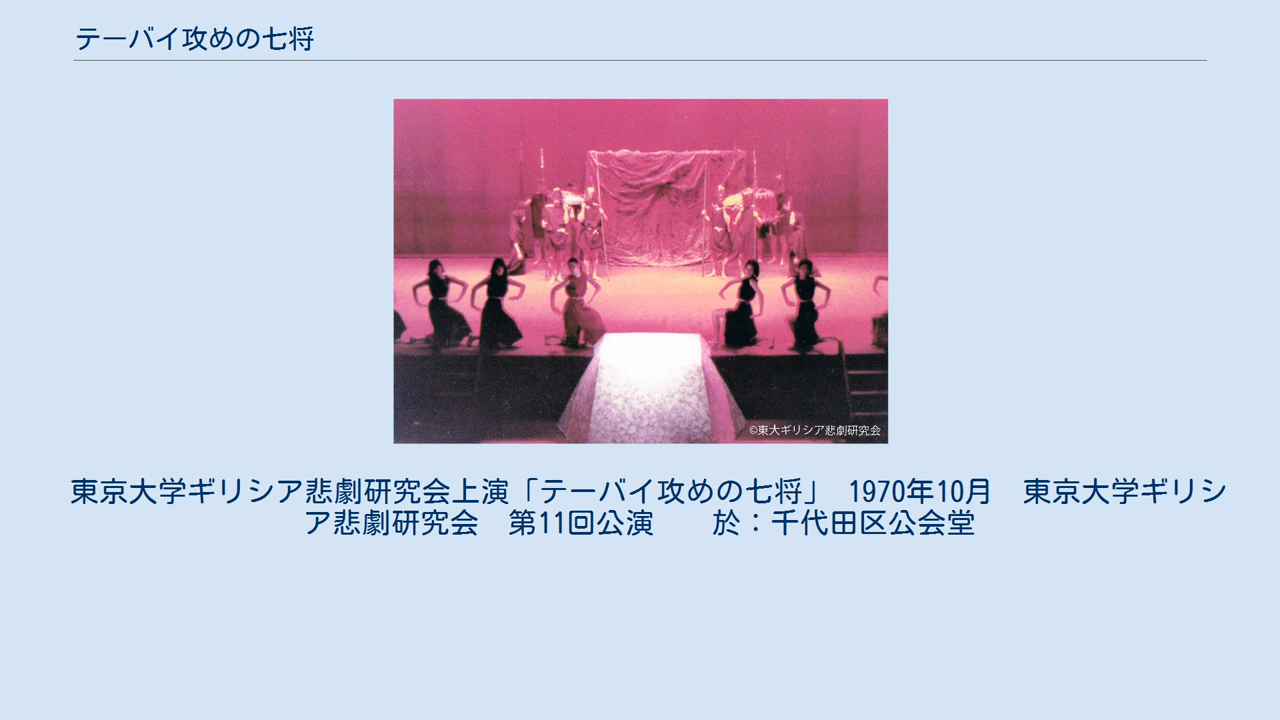 テーバイ攻めの七将
©東大ギリシア悲劇研究会
東京大学ギリシア悲劇研究会上演「テーバイ攻めの七将」 1970年10月　東京大学ギリシ
ア悲劇研究会　第11回公演　　於：千代田区公会堂